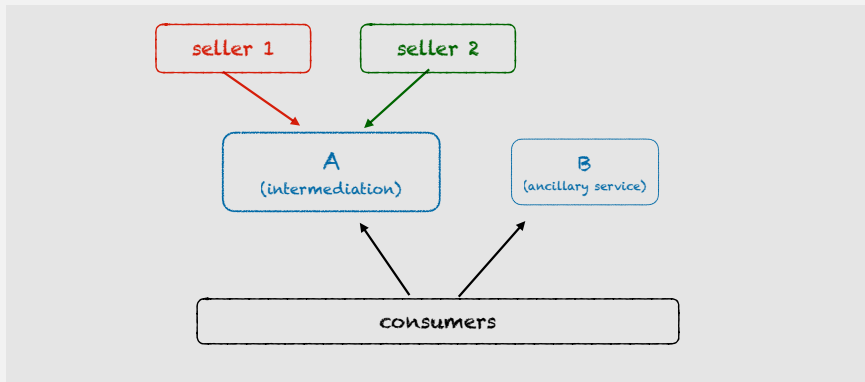 seller 1
seller 2
A
(intermediation)
B
(ancillary service)
consumers